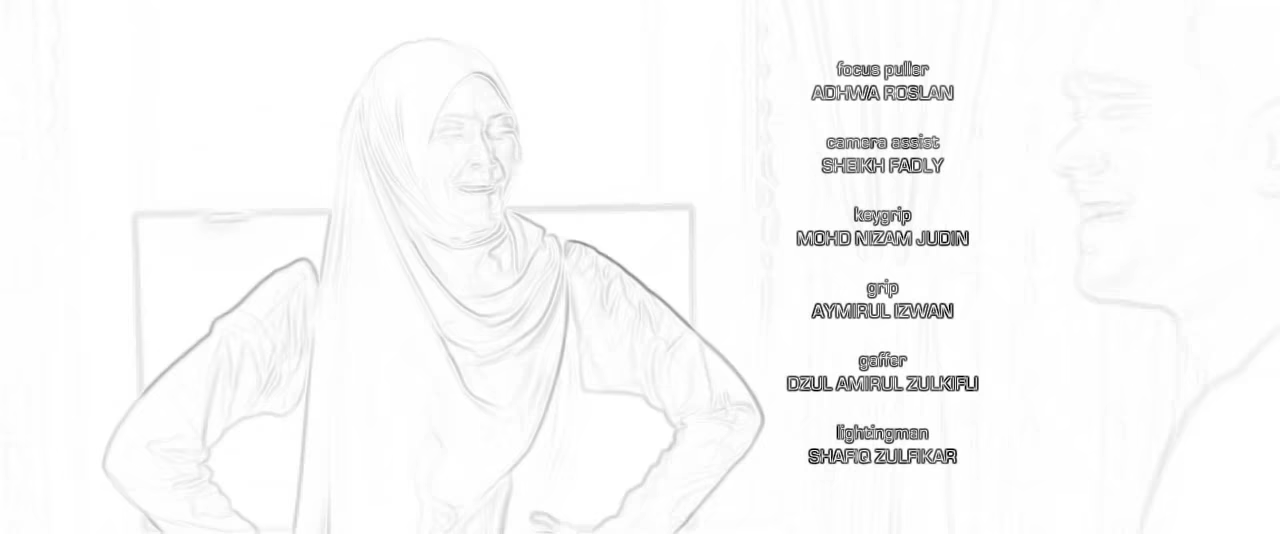 focus puller
ADHWA ROSLAN
camera assist
SHEIKH FADLY
keygrip
MOHD NIZAM JUDIN
grip
AYMIRUL IZWAN
gaffer
DZUL AMIRUL ZULKIFLI
lightingman
SHAFIQ ZULFIKAR